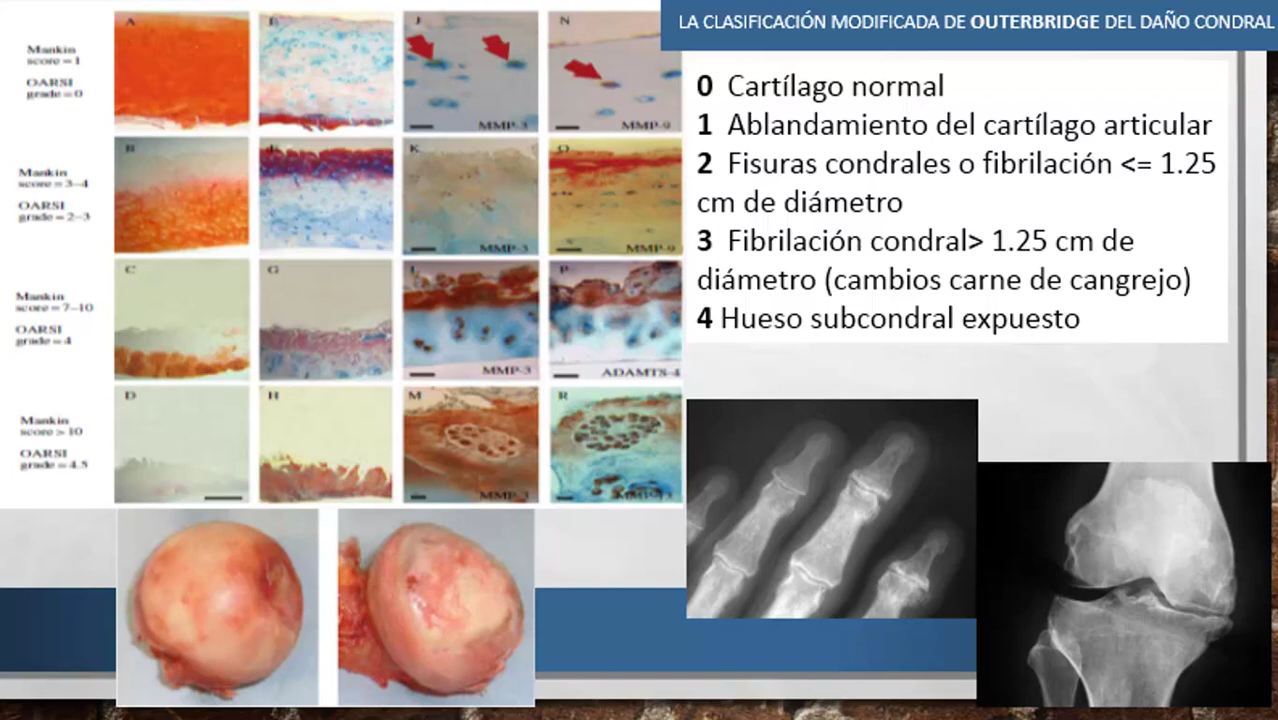 LA CLASIFICACIÓN MODIFICADA DE OUTERBRIDGE DEL DAÑO CONDRAL
0 Cartílago normal
1 Ablandamiento del cartílago articular
2 Fisuras condrales o fibrilación <= 1.25
cm de diámetro
3 Fibrilación condral> 1.25 cm de
diámetro (cambios carne de cangrejo)
4 Hueso subcondral expuesto
Mankin
score=1
OARSI
grade=0
A
J
MMP-3
N
MMP-9
Mankin
score=3-4
OARSI
grade=2-3
B
K
MMP-3
O
MMP-9
Mankin
score=7-10
OARSI
grade=4
C
G
L
MMP-3
P
ADAMTS-4
Mankin
score>10
OARSI
grade=4.5
D
H
M
MMP-3
R